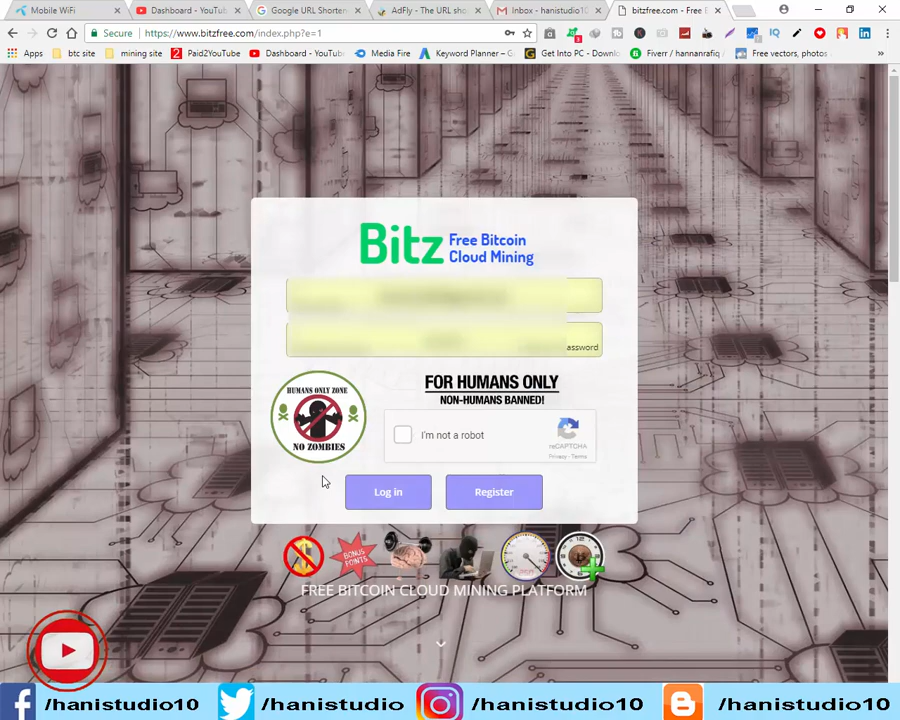 Mobile WiFi
Dashboard - YouTu
Google URL Shorten
AdFly - The URL sho
Inbox - hanistudio10
bitzfree.com - Free B
Secure
https://www.bitzfree.com/index.php?e=1
Apps
btc site
mining site
Paid2YouTube
Dashboard - YouTu
Media Fire
Keyword Planner – G
Get Into PC - Downlo
Fiverr / hannanrafiq /
Free vectors, photos
Bitz
Free Bitcoin
Cloud Mining
assword
HUMANS ONLY ZONE
NO ZOMBIES
FOR HUMANS ONLY
NON-HUMANS BANNED!
I'm not a robot
reCAPTCHA
Privacy - Terms
Log in
Register
BONUS
POINTS
FREE BITCOIN CLOUD MINING PLATFORM
/hanistudio10
/hanistudio
/hanistudio10
/hanistudio10